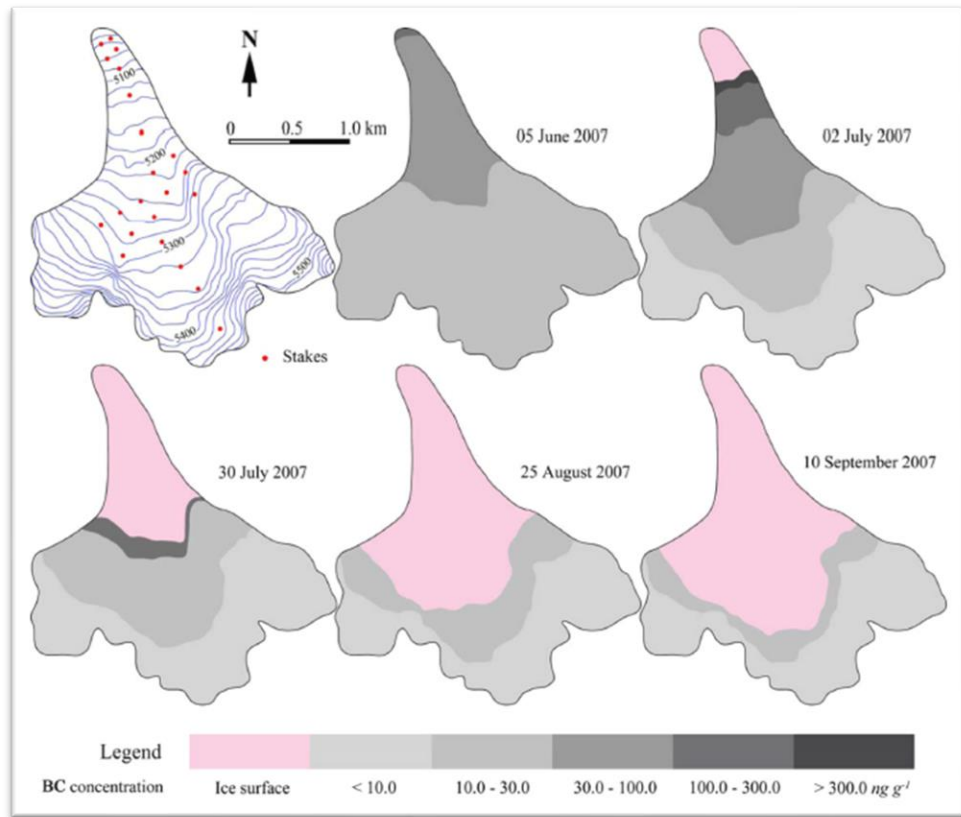 N
0 0.5 1.0 km
5100
5200
5300
5400
5500
Stakes
05 June 2007
02 July 2007
30 July 2007
25 August 2007
10 September 2007
Legend
BC concentration Ice surface < 10.0 10.0 - 30.0 30.0 - 100.0 100.0 - 300.0 > 300.0 ng g⁻¹